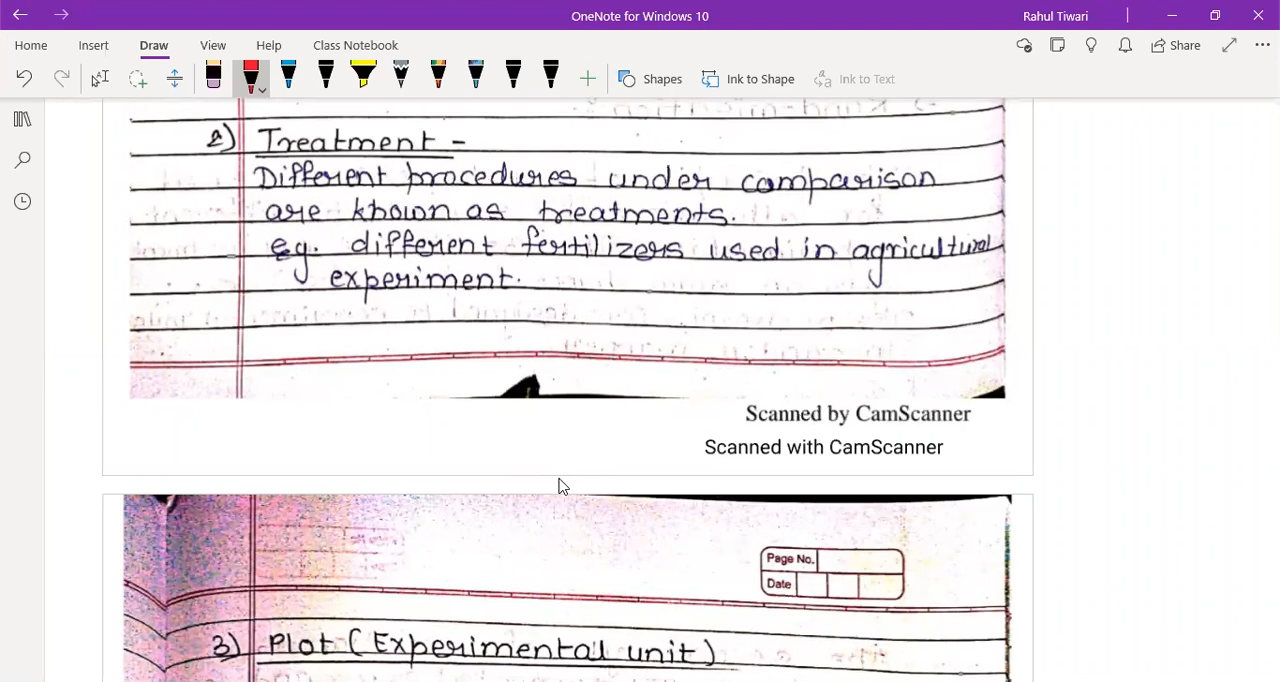 OneNote for Windows 10
Rahul Tiwari
Home Insert Draw View Help Class Notebook
Share
Shapes Ink to Shape Ink to Text
2) Treatment -
Different procedures under comparison
are known as treatments.
eg. different fertilizers used in agricultural
experiment.
Scanned by CamScanner
Scanned with CamScanner
Page No.
Date
3) Plot (Experimental unit)